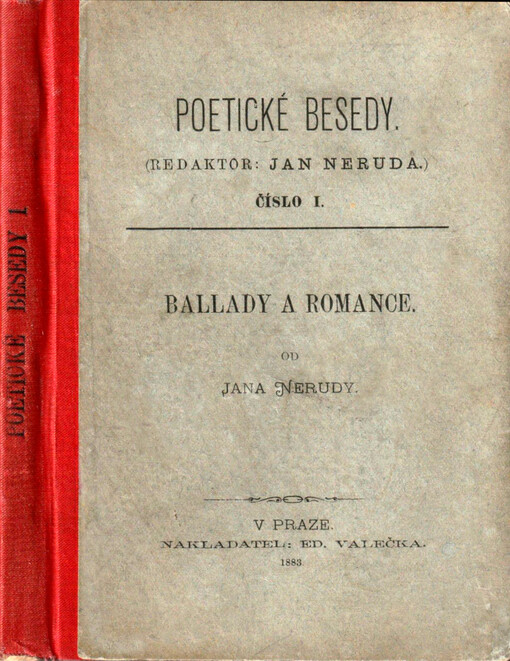 POETICKÉ BESEDY I.
POETICKÉ BESEDY.
(REDAKTOR: JAN NERUDA.)
ČÍSLO I.
BALLADY A ROMANCE.
OD
JANA NERUDY.
V PRAZE.
NAKLADATEL: ED. VALEČKA.
1883